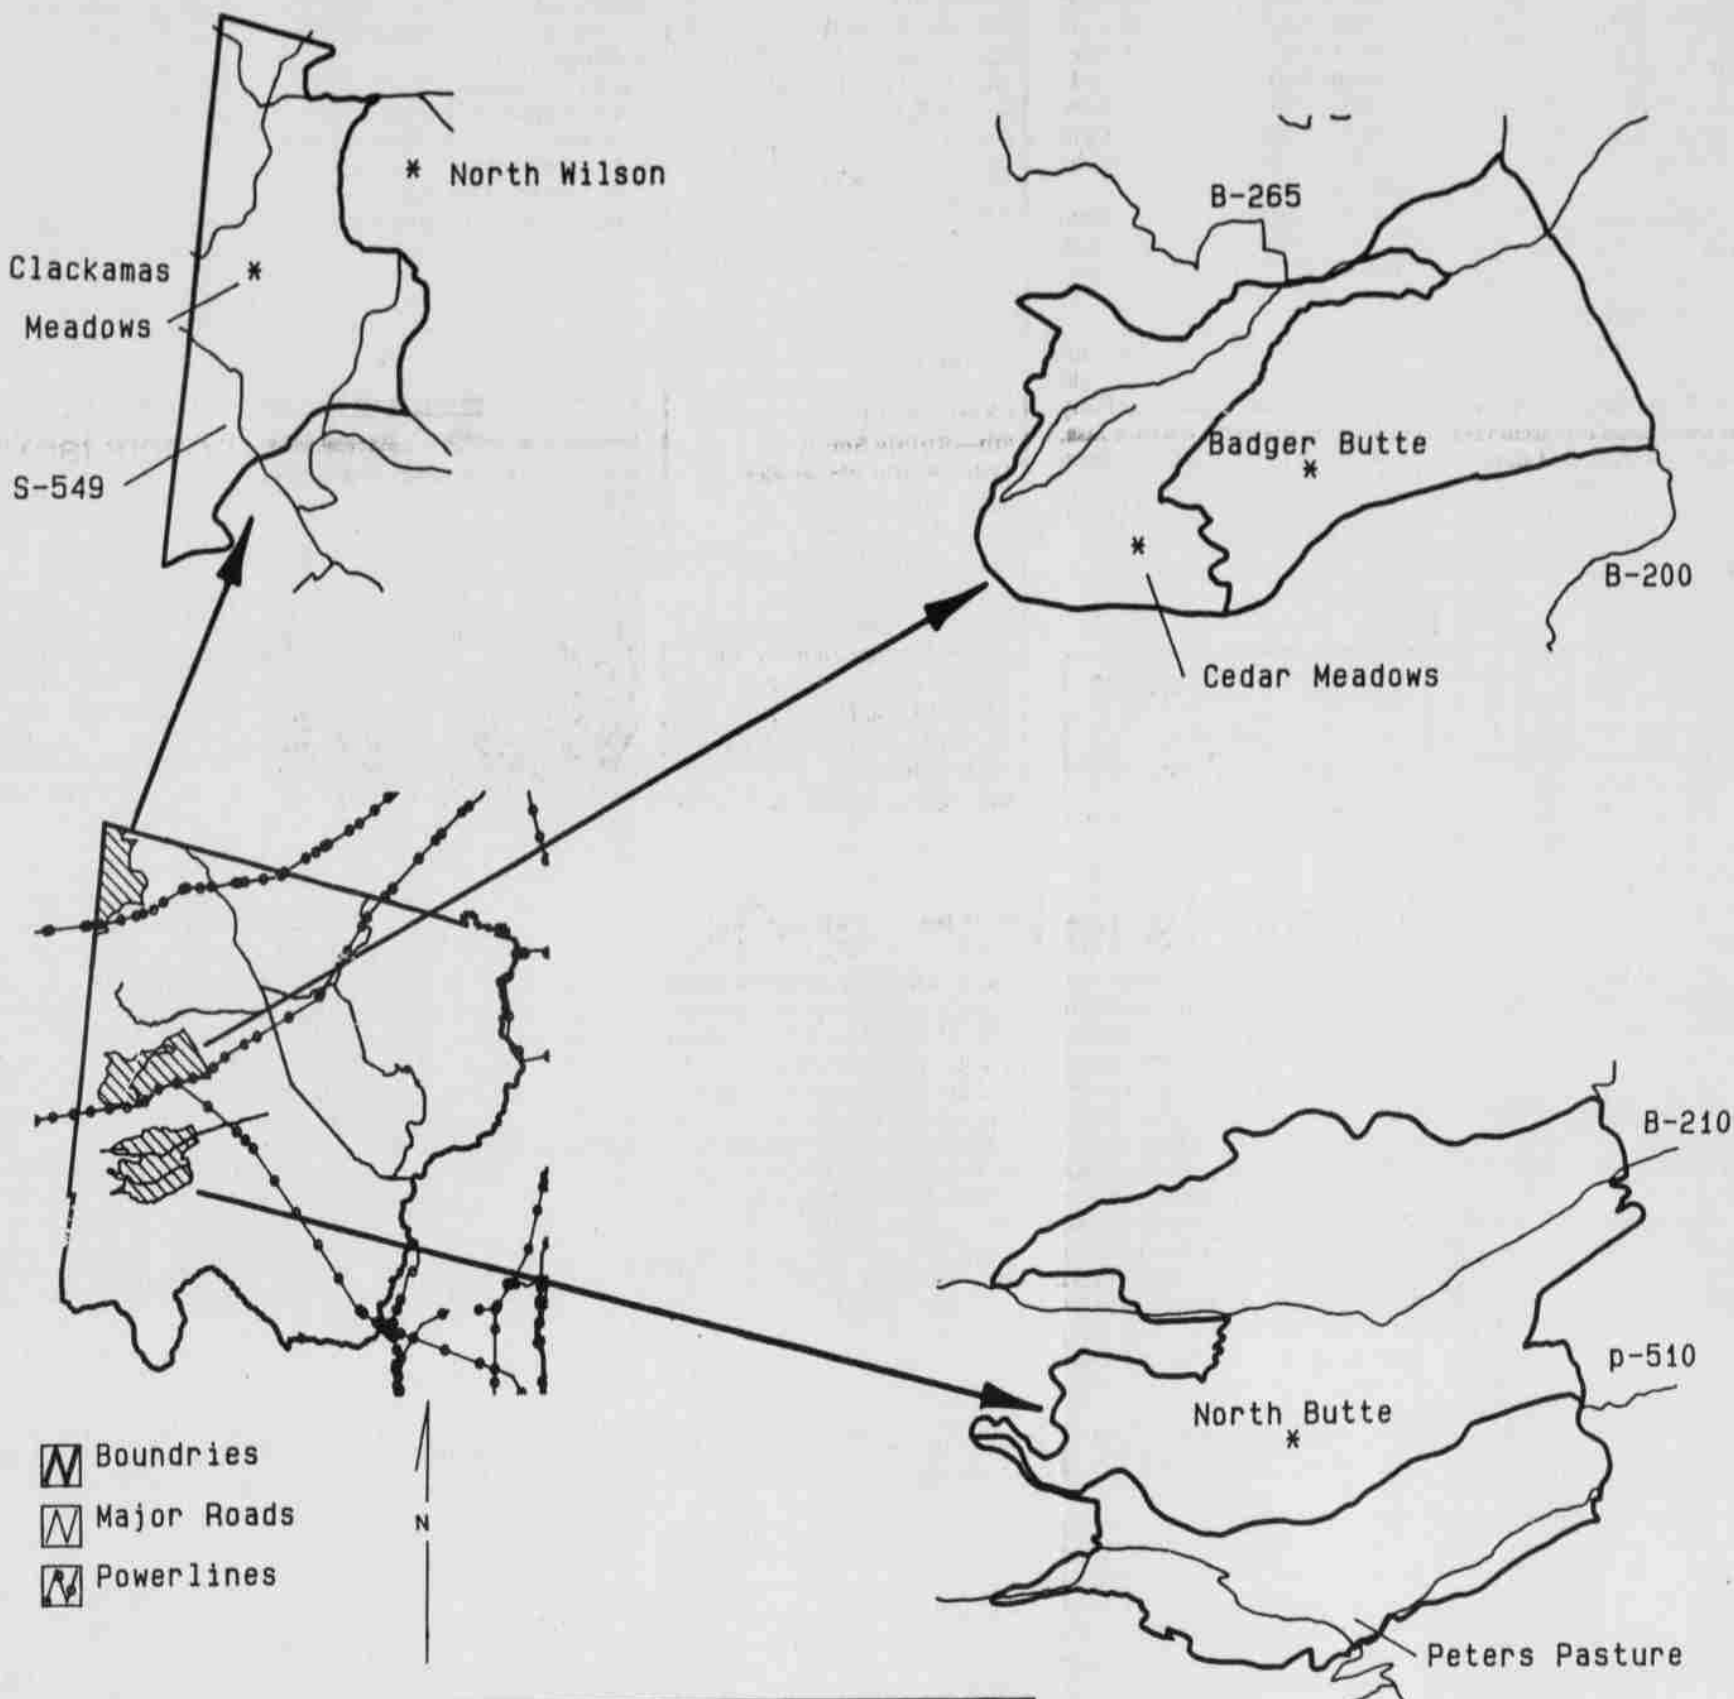 * North Wilson
Clackamas *
Meadows
S-549
B-265
Badger Butte
*
*
B-200
Cedar Meadows
B-210
p-510
North Butte
*
Peters Pasture
Boundries
Major Roads
Powerlines
N